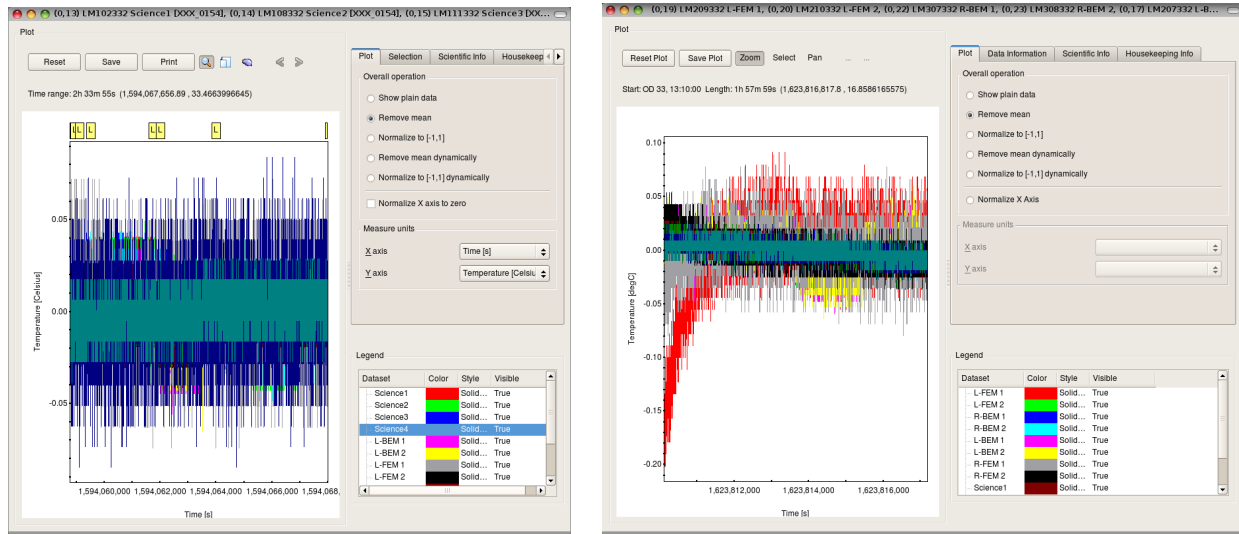 (0,13) LM102332 Science1 [XXX_0154], (0,14) LM108332 Science2 [XXX_0154], (0,15) LM111332 Science3 [XX...
Plot
Reset Save Print
Time range: 2h 33m 55s (1,594,067,656.89 , 33.4663996645)
L L L L L L
0.05
0.00
-0.05
Temperature [Celsius]
1,594,060,000 1,594,062,000 1,594,064,000 1,594,066,000 1,594,068,
Time [s]
Plot Selection Scientific Info Housekeep
Overall operation
Show plain data
Remove mean
Normalize to [-1,1]
Remove mean dynamically
Normalize to [-1,1] dynamically
Normalize X axis to zero
Measure units
X axis Time [s]
Y axis Temperature [Celsiu
Legend
Dataset Color Style Visible
Science1 Solid... True
Science2 Solid... True
Science3 Solid... True
Science4 Solid... True
L-BEM 1 Solid... True
L-BEM 2 Solid... True
L-FEM 1 Solid... True
L-FEM 2 Solid... True
(0,19) LM209332 L-FEM 1, (0,20) LM210332 L-FEM 2, (0,22) LM307332 R-BEM 1, (0,23) LM308332 R-BEM 2, (0,17) LM207332 L-B...
Plot
Reset Plot Save Plot Zoom Select Pan ... ...
Start: OD 33, 13:10:00 Length: 1h 57m 59s (1,623,816,817.8 , 16.8586165575)
0.10
0.05
0.00
-0.05
-0.10
-0.15
-0.20
Temperature [degC]
1,623,812,000 1,623,814,000 1,623,816,000
Time [s]
Plot Data Information Scientific Info Housekeeping Info
Overall operation
Show plain data
Remove mean
Normalize to [-1,1]
Remove mean dynamically
Normalize to [-1,1] dynamically
Normalize X Axis
Measure units
X axis
Y axis
Legend
Dataset Color Style Visible
L-FEM 1 Solid... True
L-FEM 2 Solid... True
R-BEM 1 Solid... True
R-BEM 2 Solid... True
L-BEM 1 Solid... True
L-BEM 2 Solid... True
R-FEM 1 Solid... True
R-FEM 2 Solid... True
Science1 Solid... True